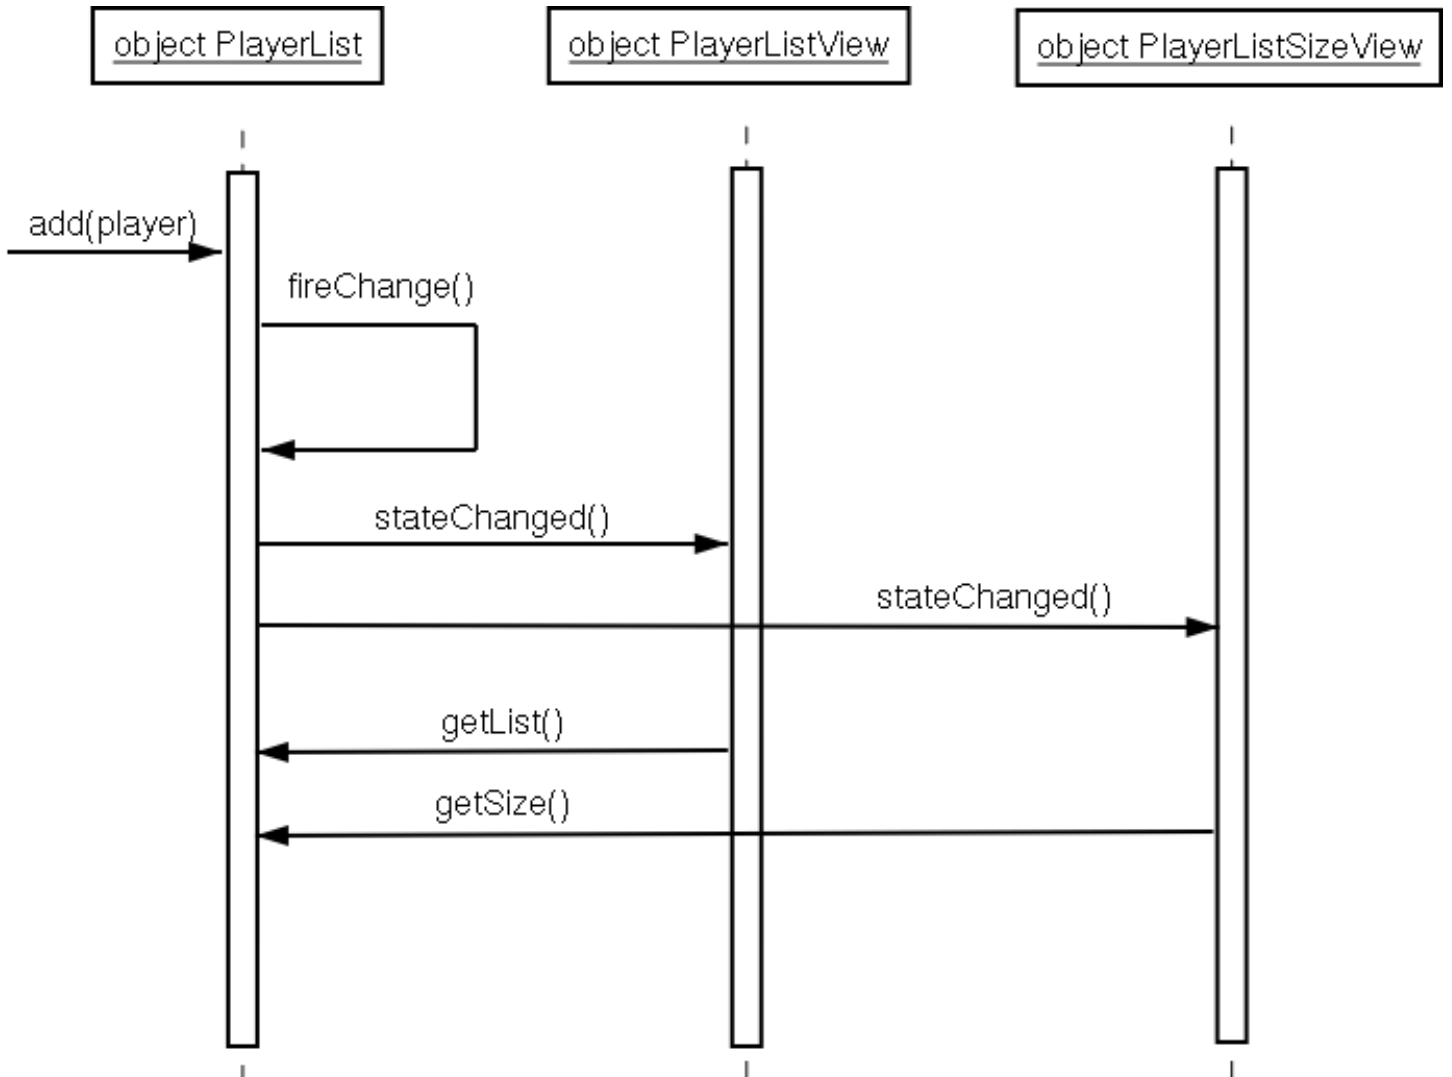 object PlayerList
object PlayerListView
object PlayerListSizeView
add(player)
fireChange()
stateChanged()
stateChanged()
getList()
getSize()